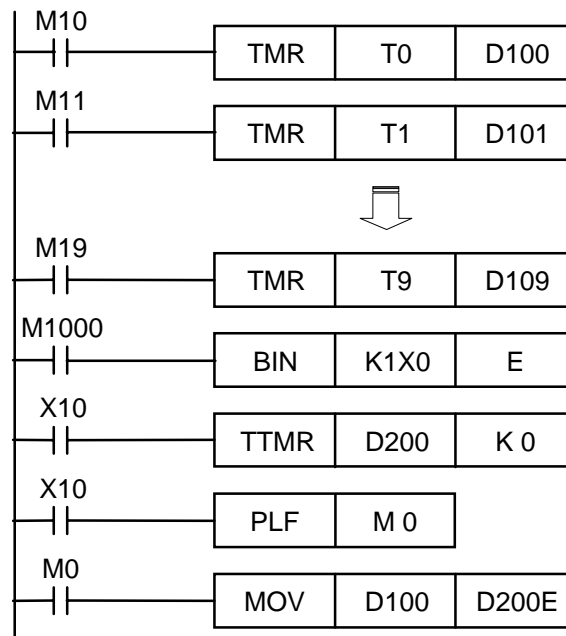 M10
TMR T0 D100
M11
TMR T1 D101
M19
TMR T9 D109
M1000
BIN K1X0 E
X10
TTMR D200 K 0
X10
PLF M 0
M0
MOV D100 D200E